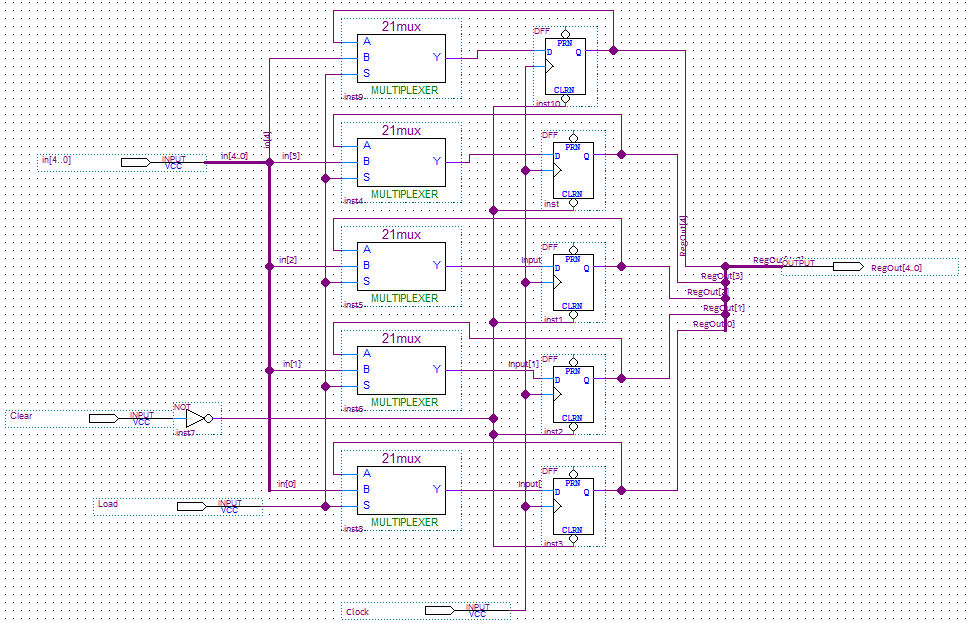 21mux
A
B
S
Y
MULTIPLEXER
inst9
DFF
PRN
D
Q
CLRN
inst10
in[4]
in[4..0]
INPUT
VCC
in[4..0]
in[3]
21mux
A
B
S
Y
MULTIPLEXER
inst4
DFF
PRN
D
Q
CLRN
inst
RegOut[4]
in[2]
21mux
A
B
S
Y
MULTIPLEXER
inst5
input
DFF
PRN
D
Q
CLRN
inst1
OUTPUT
RegOut[4..0]
RegOut[3]
RegOut[1]
in[1]
21mux
A
B
S
Y
MULTIPLEXER
inst6
input[1]
DFF
PRN
D
Q
CLRN
inst2
Clear
INPUT
VCC
NOT
inst7
in[0]
21mux
A
B
S
Y
MULTIPLEXER
inst8
input[
DFF
PRN
D
Q
CLRN
inst3
Load
INPUT
VCC
Clock
INPUT
VCC